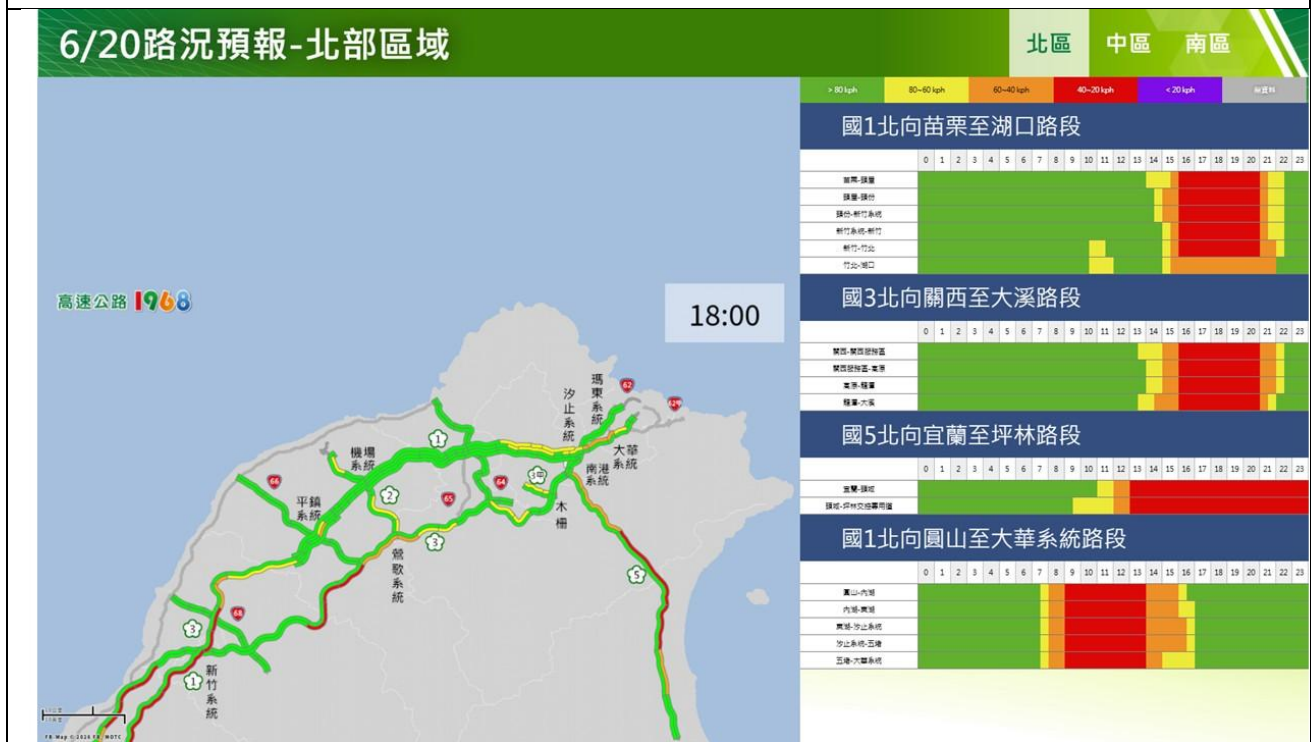 6/20路況預報-北部區域
北區 中區 南區
> 80 kph 80~60 kph 60~40 kph 40~20 kph < 20 kph 無資料
國1北向苗栗至湖口路段
0 1 2 3 4 5 6 7 8 9 10 11 12 13 14 15 16 17 18 19 20 21 22 23
苗栗-頭屋
頭屋-頭份
頭份-新竹系統
新竹系統-新竹
新竹-竹北
竹北-湖口
國3北向關西至大溪路段
0 1 2 3 4 5 6 7 8 9 10 11 12 13 14 15 16 17 18 19 20 21 22 23
關西-關西服務區
關西服務區-高原
高原-龍潭
龍潭-大溪
國5北向宜蘭至坪林路段
0 1 2 3 4 5 6 7 8 9 10 11 12 13 14 15 16 17 18 19 20 21 22 23
宜蘭-頭城
頭城-坪林交控專用道
國1北向圓山至大華系統路段
0 1 2 3 4 5 6 7 8 9 10 11 12 13 14 15 16 17 18 19 20 21 22 23
圓山-內湖
內湖-東湖
東湖-汐止系統
汐止系統-五堵
五堵-大華系統
高速公路1968
18:00
瑪東系統
62
62甲
汐止系統
大華系統
南港系統
1
機場系統
3甲
66
64
2
65
平鎮系統
木柵
3
鶯歌系統
5
68
3
新竹系統
1